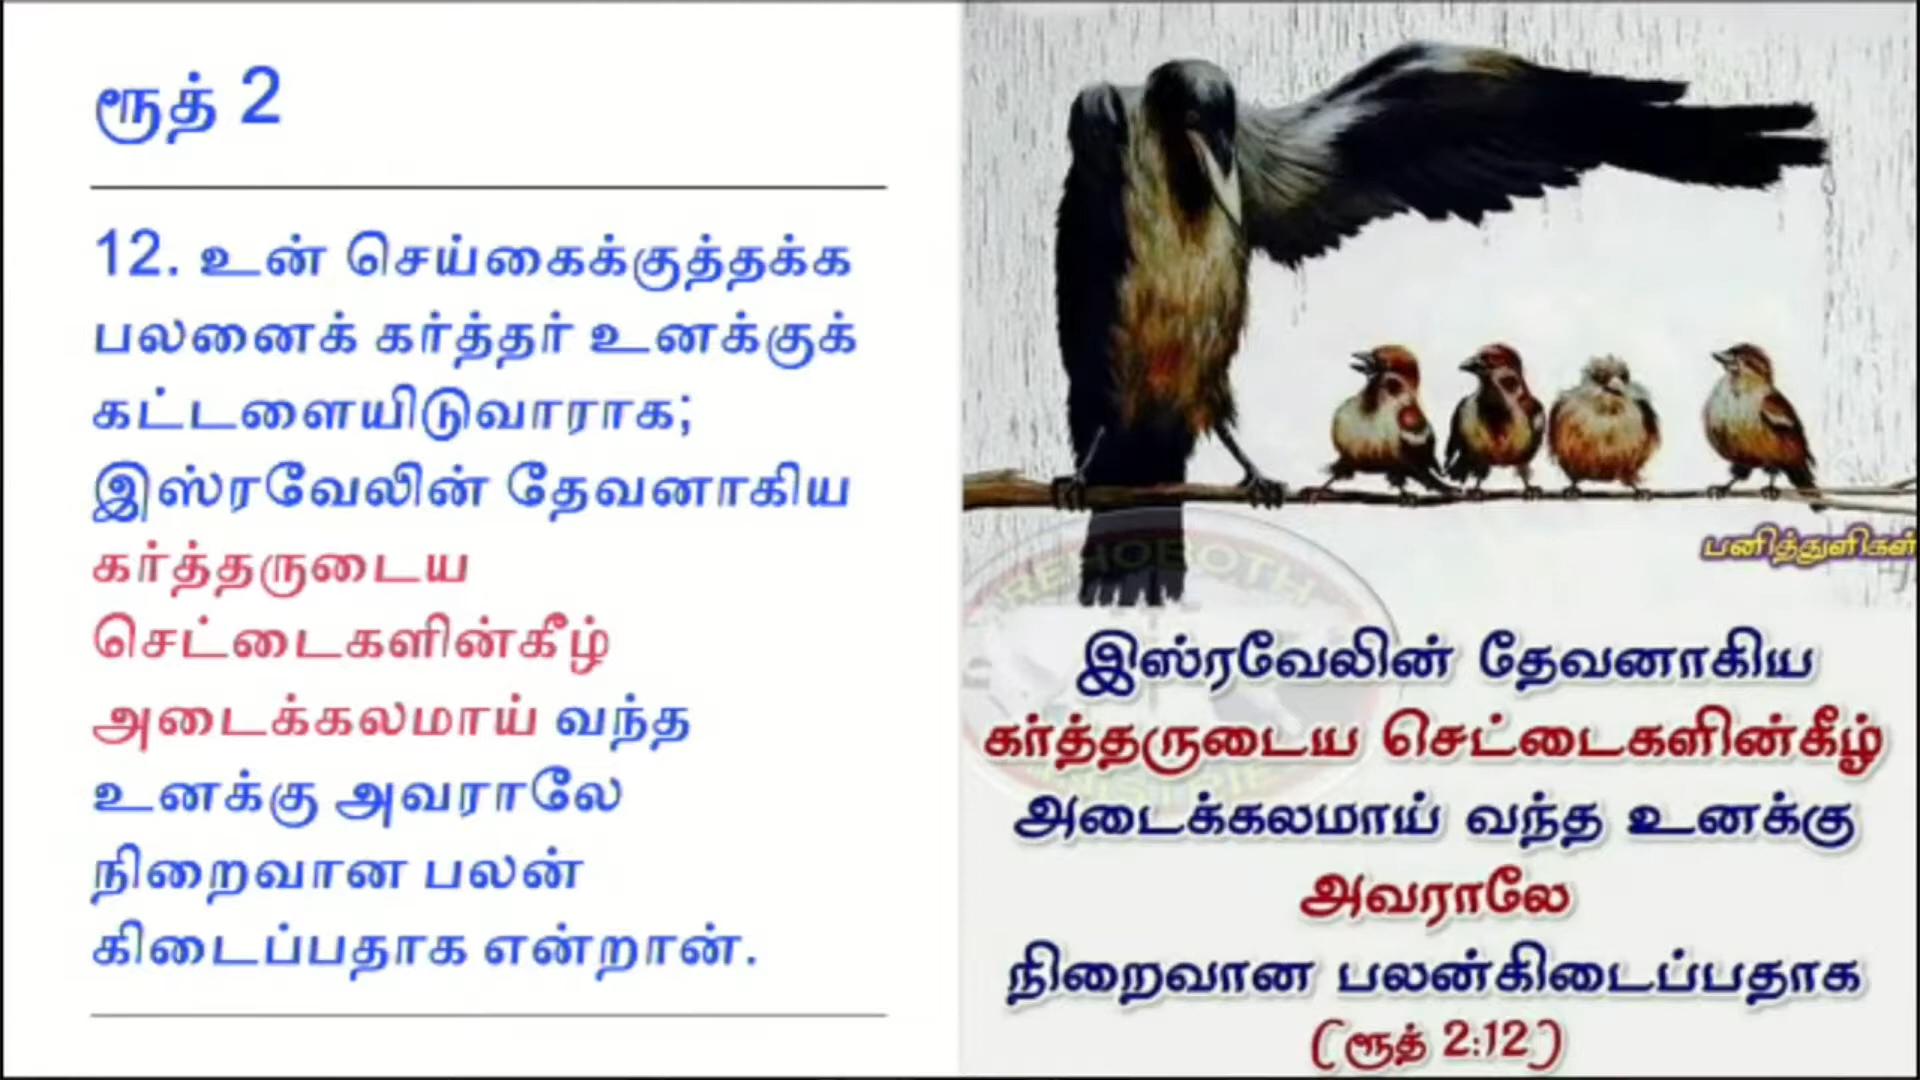 ரூத் 2
12. உன் செய்கைக்குத்தக்க
பலனைக் கர்த்தர் உனக்குக்
கட்டளையிடுவாராக;
இஸ்ரவேலின் தேவனாகிய
கர்த்தருடைய
செட்டைகளின்கீழ்
அடைக்கலமாய் வந்த
உனக்கு அவராலே
நிறைவான பலன்
கிடைப்பதாக என்றான்.
பனித்துளிகள்
REHOBOTH
இஸ்ரவேலின் தேவனாகிய
கர்த்தருடைய செட்டைகளின்கீழ்
அடைக்கலமாய் வந்த உனக்கு
அவராலே
நிறைவான பலன்கிடைப்பதாக
(ரூத் 2:12)